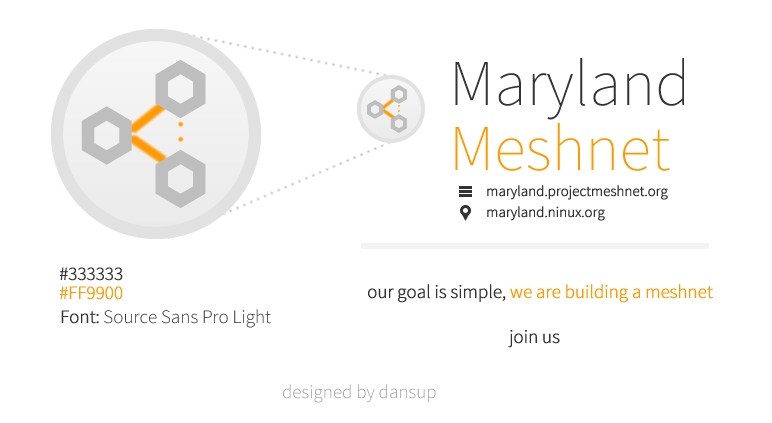 Maryland
Meshnet
maryland.projectmeshnet.org
maryland.ninux.org
#333333
#FF9900
Font: Source Sans Pro Light
our goal is simple, we are building a meshnet
join us
designed by dansup